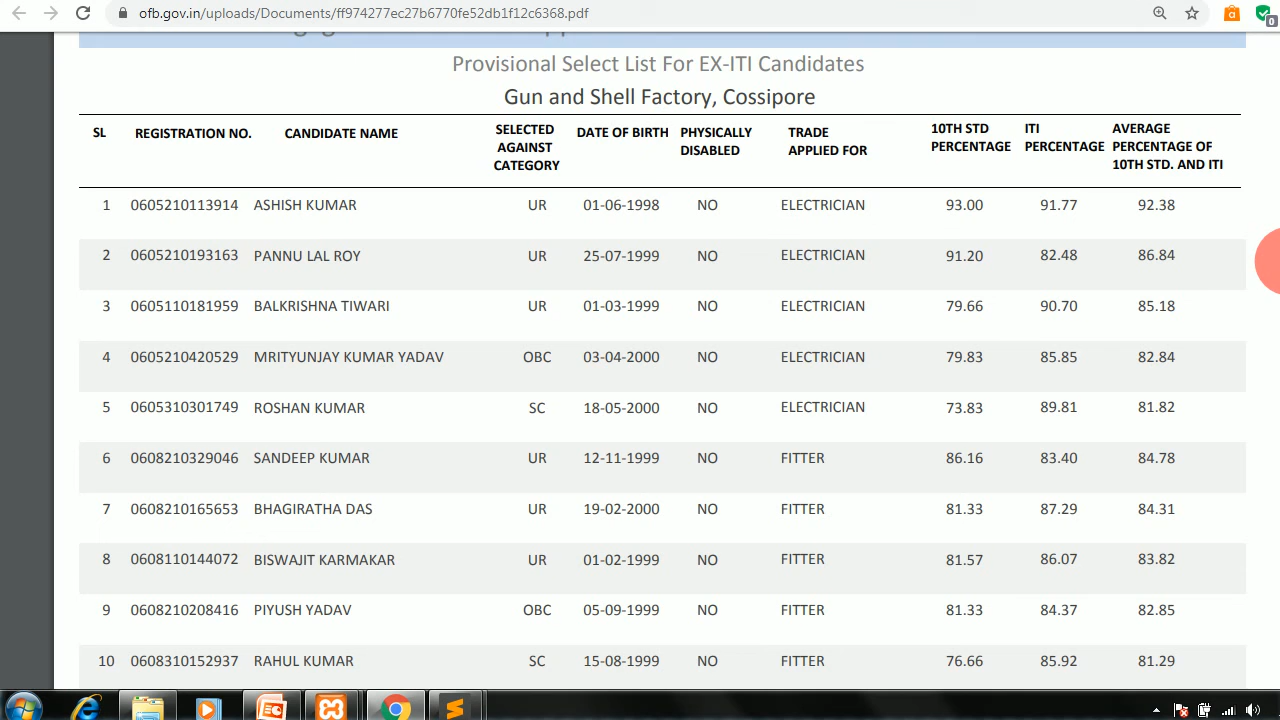 ofb.gov.in/uploads/Documents/ff974277ec27b6770fe52db1f12c6368.pdf
0
Provisional Select List For EX-ITI Candidates
Gun and Shell Factory, Cossipore
SL REGISTRATION NO. CANDIDATE NAME SELECTED AGAINST CATEGORY DATE OF BIRTH PHYSICALLY DISABLED TRADE APPLIED FOR 10TH STD PERCENTAGE ITI PERCENTAGE AVERAGE PERCENTAGE OF 10TH STD. AND ITI
1 0605210113914 ASHISH KUMAR UR 01-06-1998 NO ELECTRICIAN 93.00 91.77 92.38
2 0605210193163 PANNU LAL ROY UR 25-07-1999 NO ELECTRICIAN 91.20 82.48 86.84
3 0605110181959 BALKRISHNA TIWARI UR 01-03-1999 NO ELECTRICIAN 79.66 90.70 85.18
4 0605210420529 MRITYUNJAY KUMAR YADAV OBC 03-04-2000 NO ELECTRICIAN 79.83 85.85 82.84
5 0605310301749 ROSHAN KUMAR SC 18-05-2000 NO ELECTRICIAN 73.83 89.81 81.82
6 0608210329046 SANDEEP KUMAR UR 12-11-1999 NO FITTER 86.16 83.40 84.78
7 0608210165653 BHAGIRATHA DAS UR 19-02-2000 NO FITTER 81.33 87.29 84.31
8 0608110144072 BISWAJIT KARMAKAR UR 01-02-1999 NO FITTER 81.57 86.07 83.82
9 0608210208416 PIYUSH YADAV OBC 05-09-1999 NO FITTER 81.33 84.37 82.85
10 0608310152937 RAHUL KUMAR SC 15-08-1999 NO FITTER 76.66 85.92 81.29